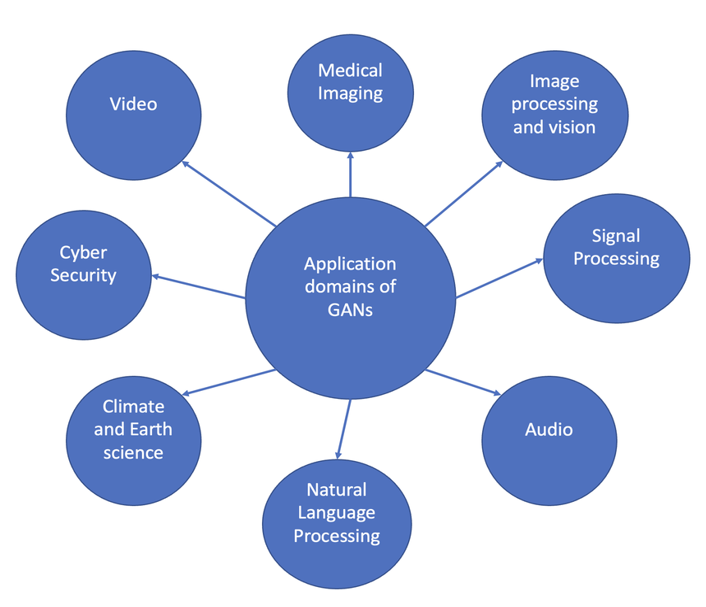 Medical
Imaging
Image
processing
and vision
Video
Signal
Processing
Cyber
Security
Application
domains of
GANs
Climate
and Earth
science
Audio
Natural
Language
Processing